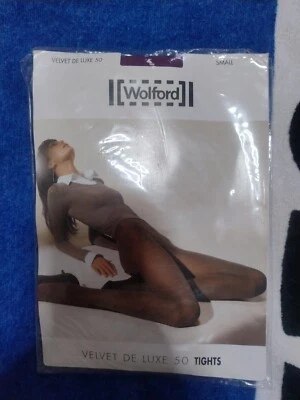 VELVET DE LUXE 50 SMALL
Wolford
VELVET DE LUXE 50 TIGHTS